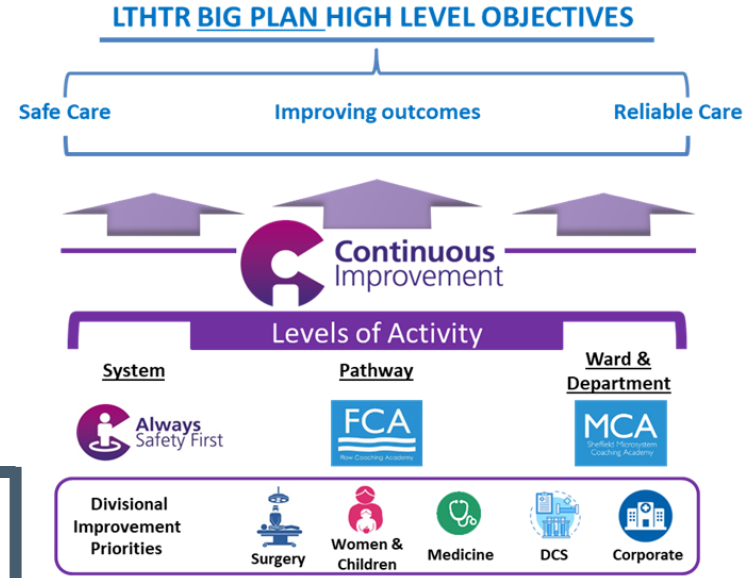 LTHTR BIG PLAN HIGH LEVEL OBJECTIVES
Safe Care
Improving outcomes
Reliable Care
Continuous
Improvement
Levels of Activity
System
Pathway
Ward &
Department
Always
Safety First
FCA
Flow Coaching Academy
MCA
Sheffield Microsystem
Coaching Academy
Divisional
Improvement
Priorities
Surgery
Women &
Children
Medicine
DCS
Corporate